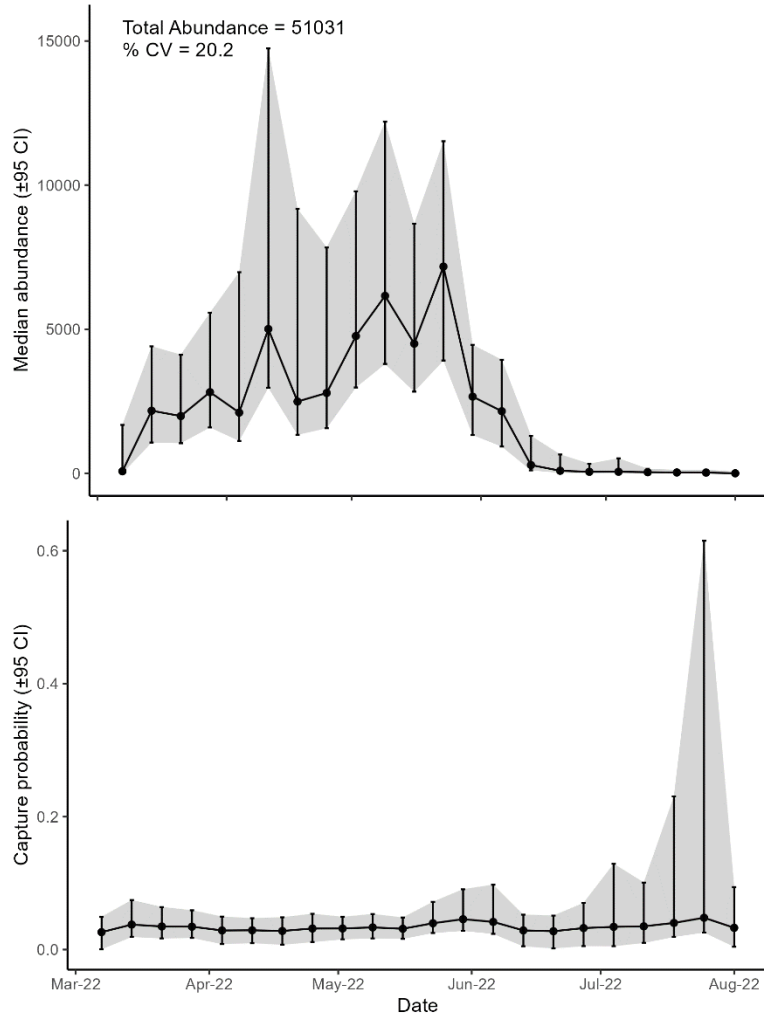 Total Abundance = 51031
% CV = 20.2
Median abundance (±95 CI)
15000
10000
5000
0
Capture probability (±95 CI)
0.6
0.4
0.2
0.0
Mar-22 Apr-22 May-22 Jun-22 Jul-22 Aug-22
Date